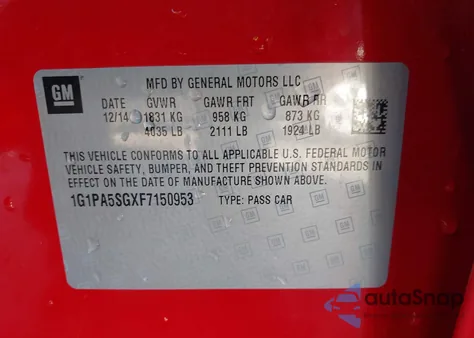 GM
MFD BY GENERAL MOTORS LLC
DATE GVWR GAWR FRT GAWR RR
12/14 1831 KG 958 KG 873 KG
4035 LB 2111 LB 1924 LB
THIS VEHICLE CONFORMS TO ALL APPLICABLE U.S. FEDERAL MOTOR
VEHICLE SAFETY, BUMPER, AND THEFT PREVENTION STANDARDS IN
EFFECT ON THE DATE OF MANUFACTURE SHOWN ABOVE.
1G1PA5SGXF7150953 TYPE: PASS CAR
autoSnap